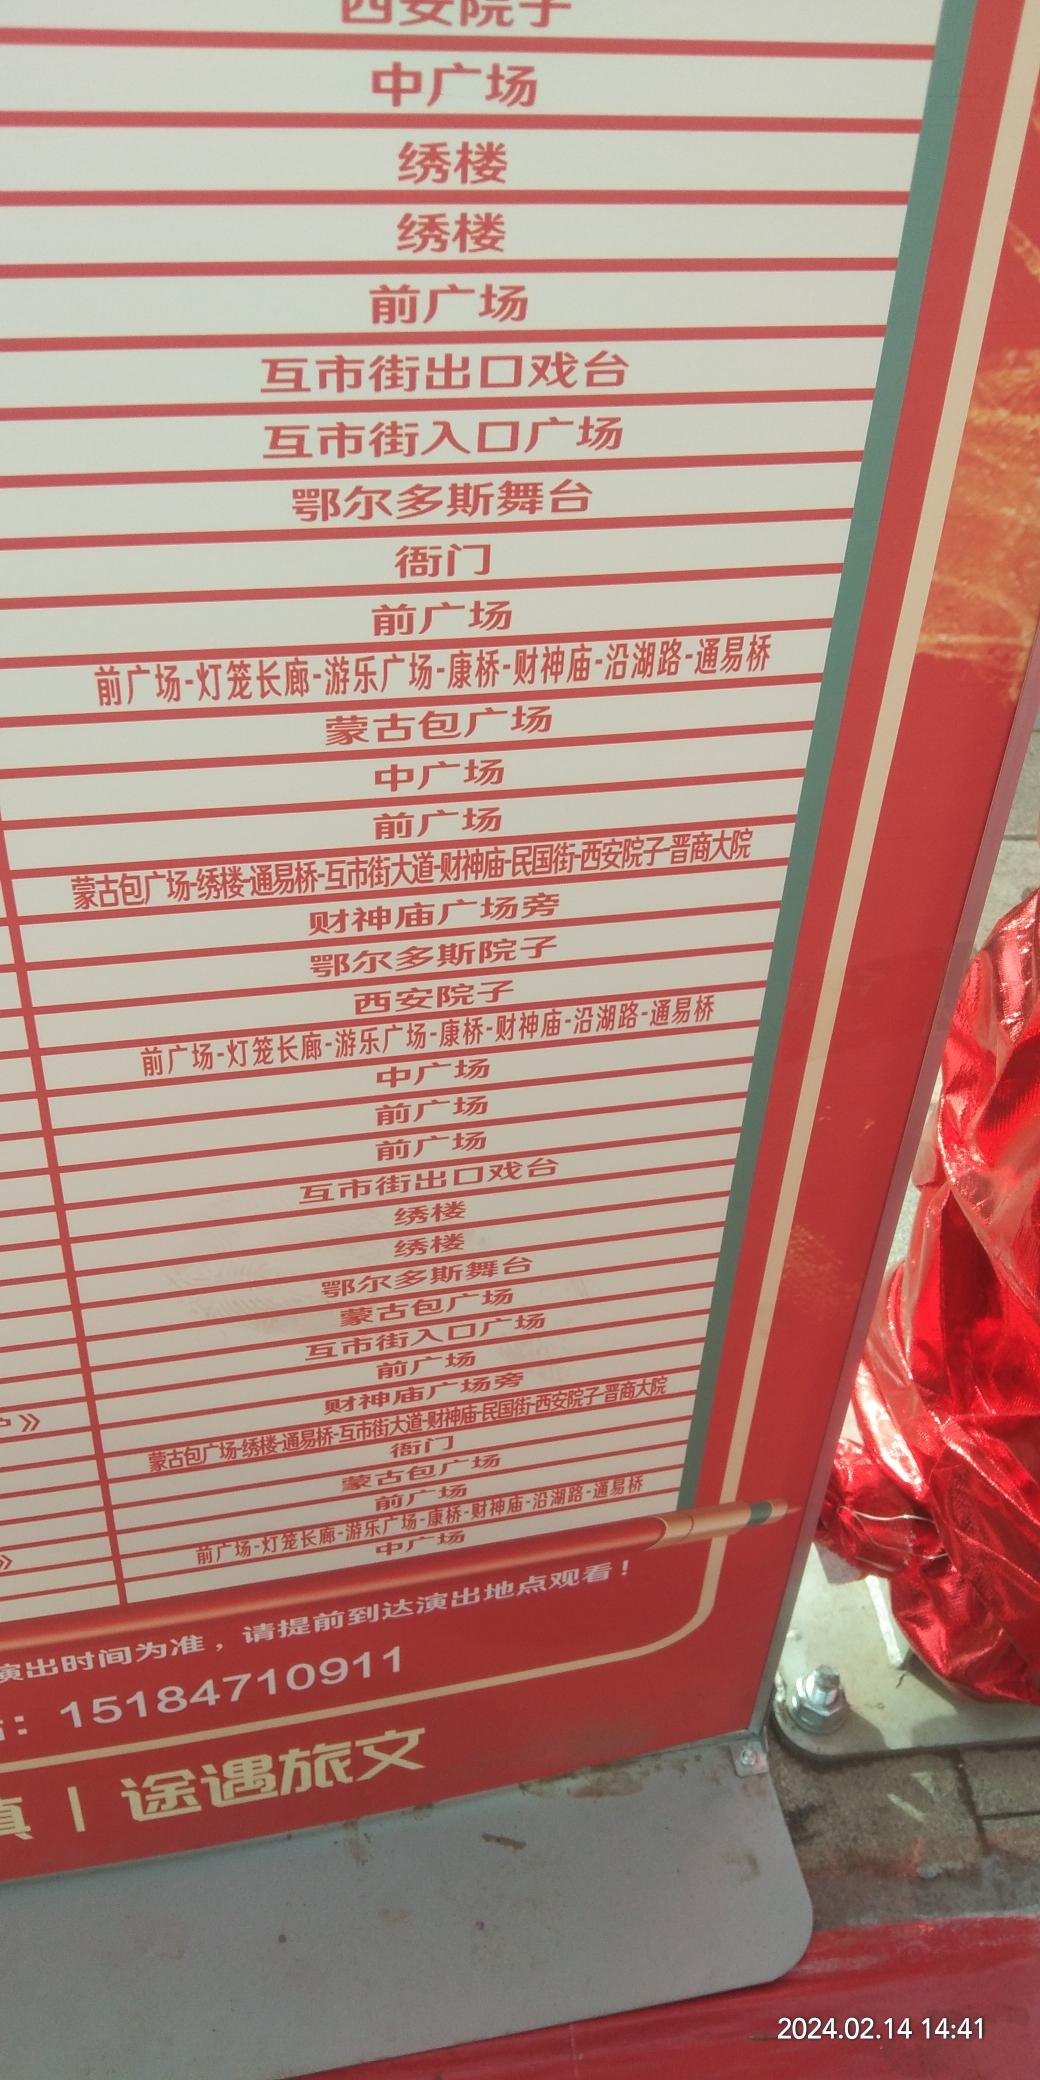 西安院子
中广场
绣楼
绣楼
前广场
互市街出口戏台
互市街入口广场
鄂尔多斯舞台
衙门
前广场
前广场-灯笼长廊-游乐广场-康桥-财神庙-沿湖路-通易桥
蒙古包广场
中广场
前广场
蒙古包广场-绣楼-通易桥-互市街大道-财神庙-民国街-西安院子-晋商大院
财神庙广场旁
鄂尔多斯院子
西安院子
前广场-灯笼长廊-游乐广场-康桥-财神庙-沿湖路-通易桥
中广场
前广场
前广场
互市街出口戏台
绣楼
绣楼
鄂尔多斯舞台
蒙古包广场
互市街入口广场
前广场
财神庙广场旁
》
蒙古包广场-绣楼-通易桥-互市街大道-财神庙-民国街-西安院子-晋商大院
衙门
蒙古包广场
前广场
前广场-灯笼长廊-游乐广场-康桥-财神庙-沿湖路-通易桥
》
中广场
演出时间为准，请提前到达演出地点观看！
：15184710911
| 途遇旅文
2024.02.14 14:41